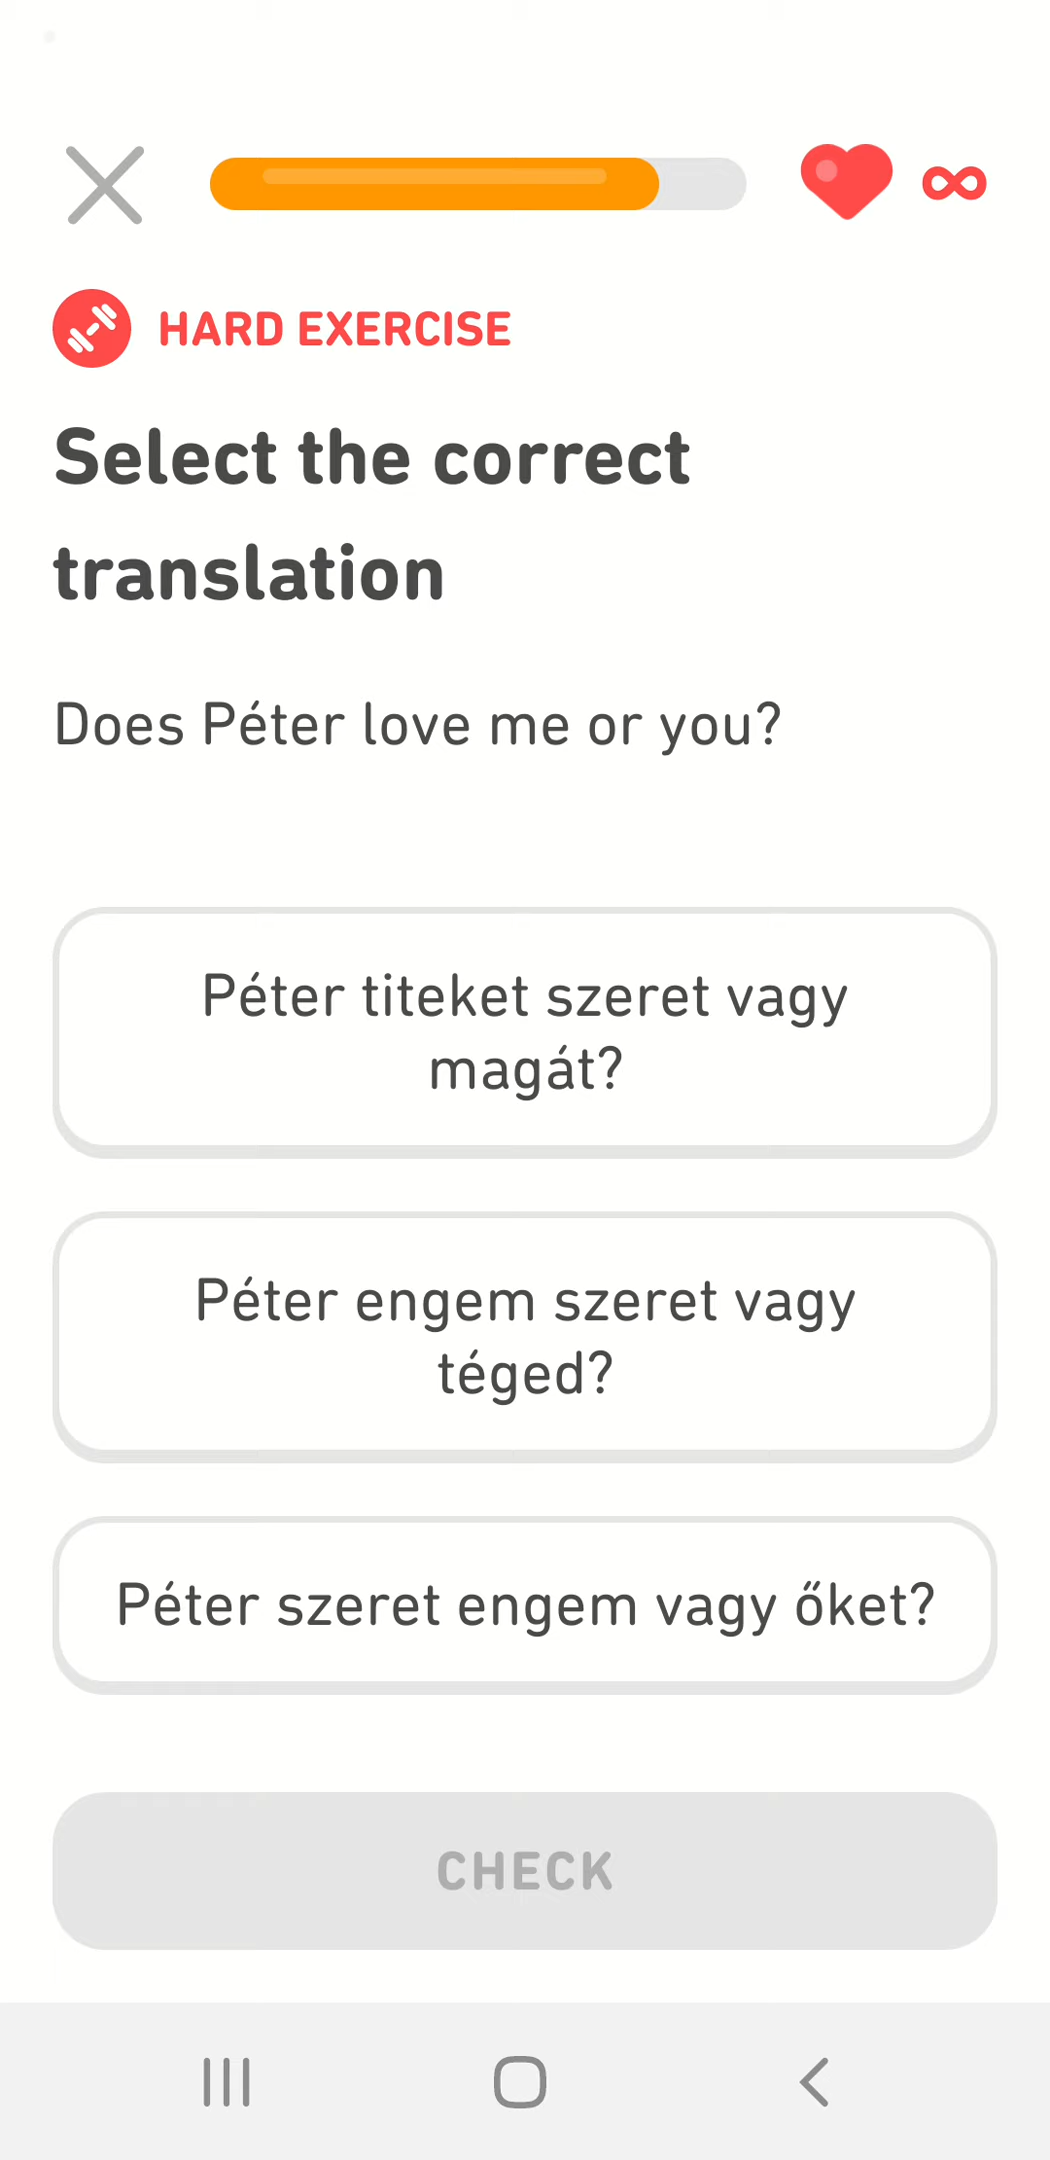 HARD EXERCISE
Select the correct
translation
Does Péter love me or you?
Péter titeket szeret vagy
magát?
Péter engem szeret vagy
téged?
Péter szeret engem vagy őket?
CHECK